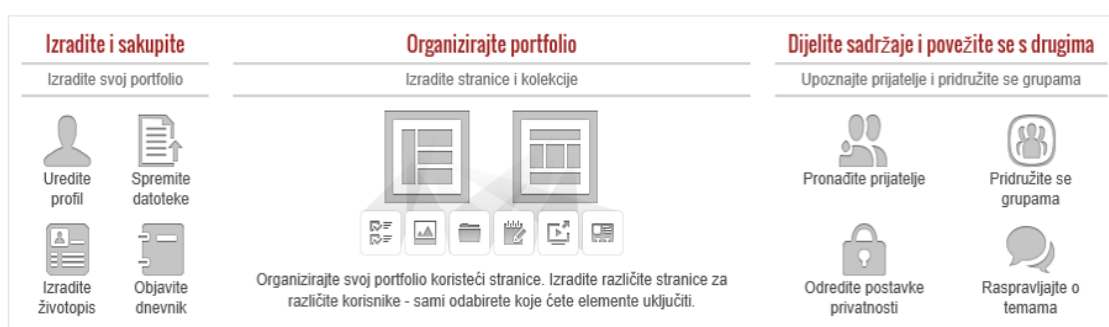 Izradite i sakupite
Izradite svoj portfolio
Uredite
profil
Spremite
datoteke
Izradite
životopis
Objavite
dnevnik
Organizirajte portfolio
Izradite stranice i kolekcije
Organizirajte svoj portfolio koristeći stranice. Izradite različite stranice za
različite korisnike - sami odabirete koje ćete elemente uključiti.
Dijelite sadržaje i povežite se s drugima
Upoznajte prijatelje i pridružite se grupama
Pronađite prijatelje
Pridružite se
grupama
Odredite postavke
privatnosti
Raspravljajte o
temama